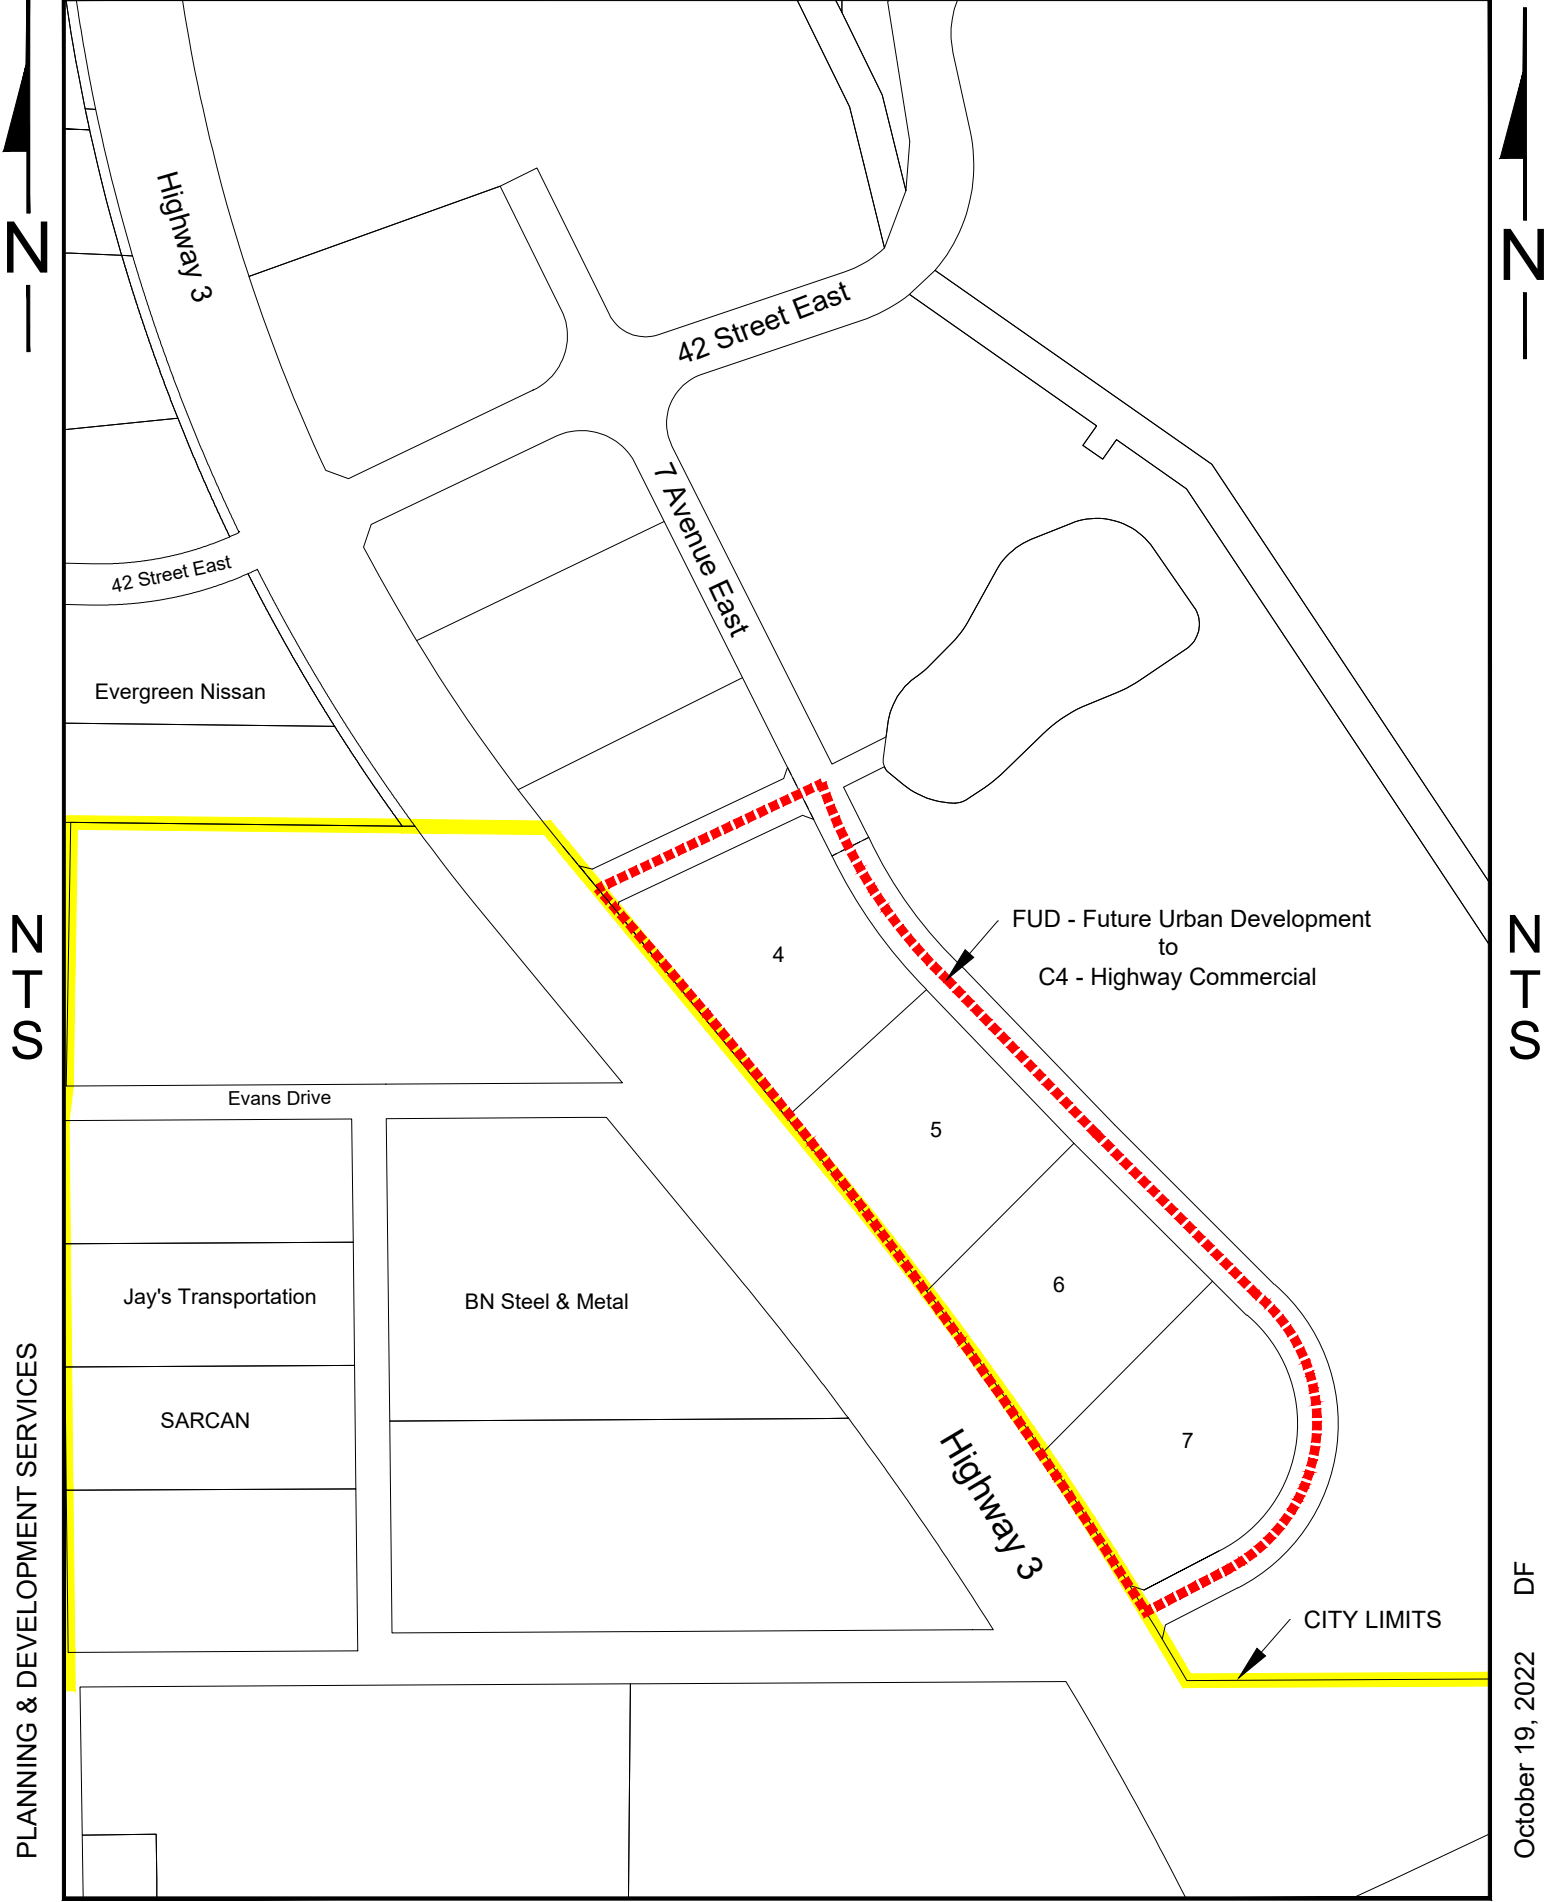 N
N
Highway 3
42 Street East
7 Avenue East
42 Street East
Evergreen Nissan
N
T
S
N
T
S
FUD - Future Urban Development
to
C4 - Highway Commercial
4
5
6
7
Evans Drive
Jay's Transportation
BN Steel & Metal
SARCAN
Highway 3
CITY LIMITS
PLANNING & DEVELOPMENT SERVICES
October 19, 2022 DF